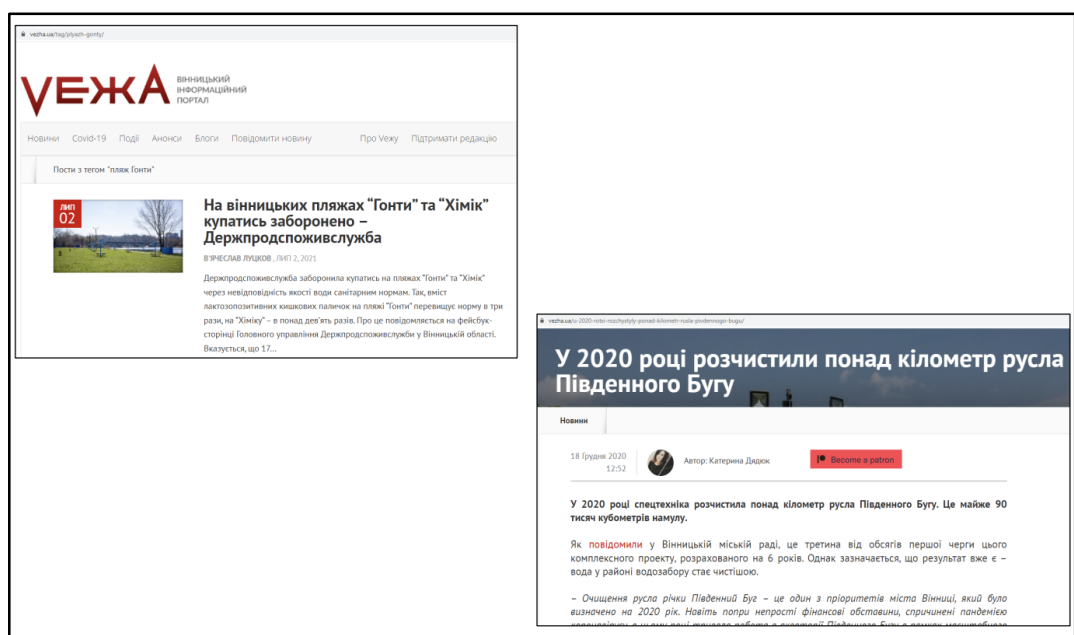 vezha.ua/tag/plyazh-gonty/
VЕЖА
ВІННИЦЬКИЙ
ІНФОРМАЦІЙНИЙ
ПОРТАЛ
Новини Covid-19 Події Анонси Блоги Повідомити новину Про Вежу Підтримати редакцію
Пости з тегом "пляж Гонти"
ЛИП
02
На вінницьких пляжах “Гонти” та “Хімік”
купатись заборонено –
Держпродспоживслужба
В'ЯЧЕСЛАВ ЛУЦКОВ , ЛИП 2, 2021
Держпродспоживслужба заборонила купатись на пляжах “Гонти” та “Хімік”
через невідповідність якості води санітарним нормам. Так, вміст
лактозопозитивних кишкових паличок на пляжі “Гонти” перевищує норму в три
рази, на “Хіміку” – в понад дев’ять разів. Про це повідомляється на фейсбук-
сторінці Головного управління Держпродспоживслужби у Вінницькій області.
Вказується, що 17...
vezha.ua/u-2020-rotsi-rozchystyly-ponad-kilometr-rusla-pivdennogo-bugu/
У 2020 році розчистили понад кілометр русла
Південного Бугу
Новини
18 Грудня 2020
12:52
Автор: Катерина Дядюк
Become a patron
У 2020 році спецтехніка розчистила понад кілометр русла Південного Бугу. Це майже 90
тисяч кубометрів намулу.
Як повідомили у Вінницькій міській раді, це третина від обсягів першої черги цього
комплексного проекту, розрахованого на 6 років. Однак зазначається, що результат вже є –
вода у районі водозабору стає чистішою.
– Очищення русла річки Південний Буг – це один з пріоритетів міста Вінниці, який було
визначено на 2020 рік. Навіть попри непрості фінансові обставини, спричинені пандемією